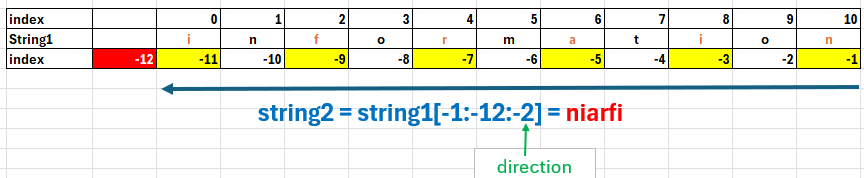 index 0 1 2 3 4 5 6 7 8 9 10
String1 i n f o r m a t i o n
index -12 -11 -10 -9 -8 -7 -6 -5 -4 -3 -2 -1
string2 = string1[-1:-12:-2] = niarfi
direction